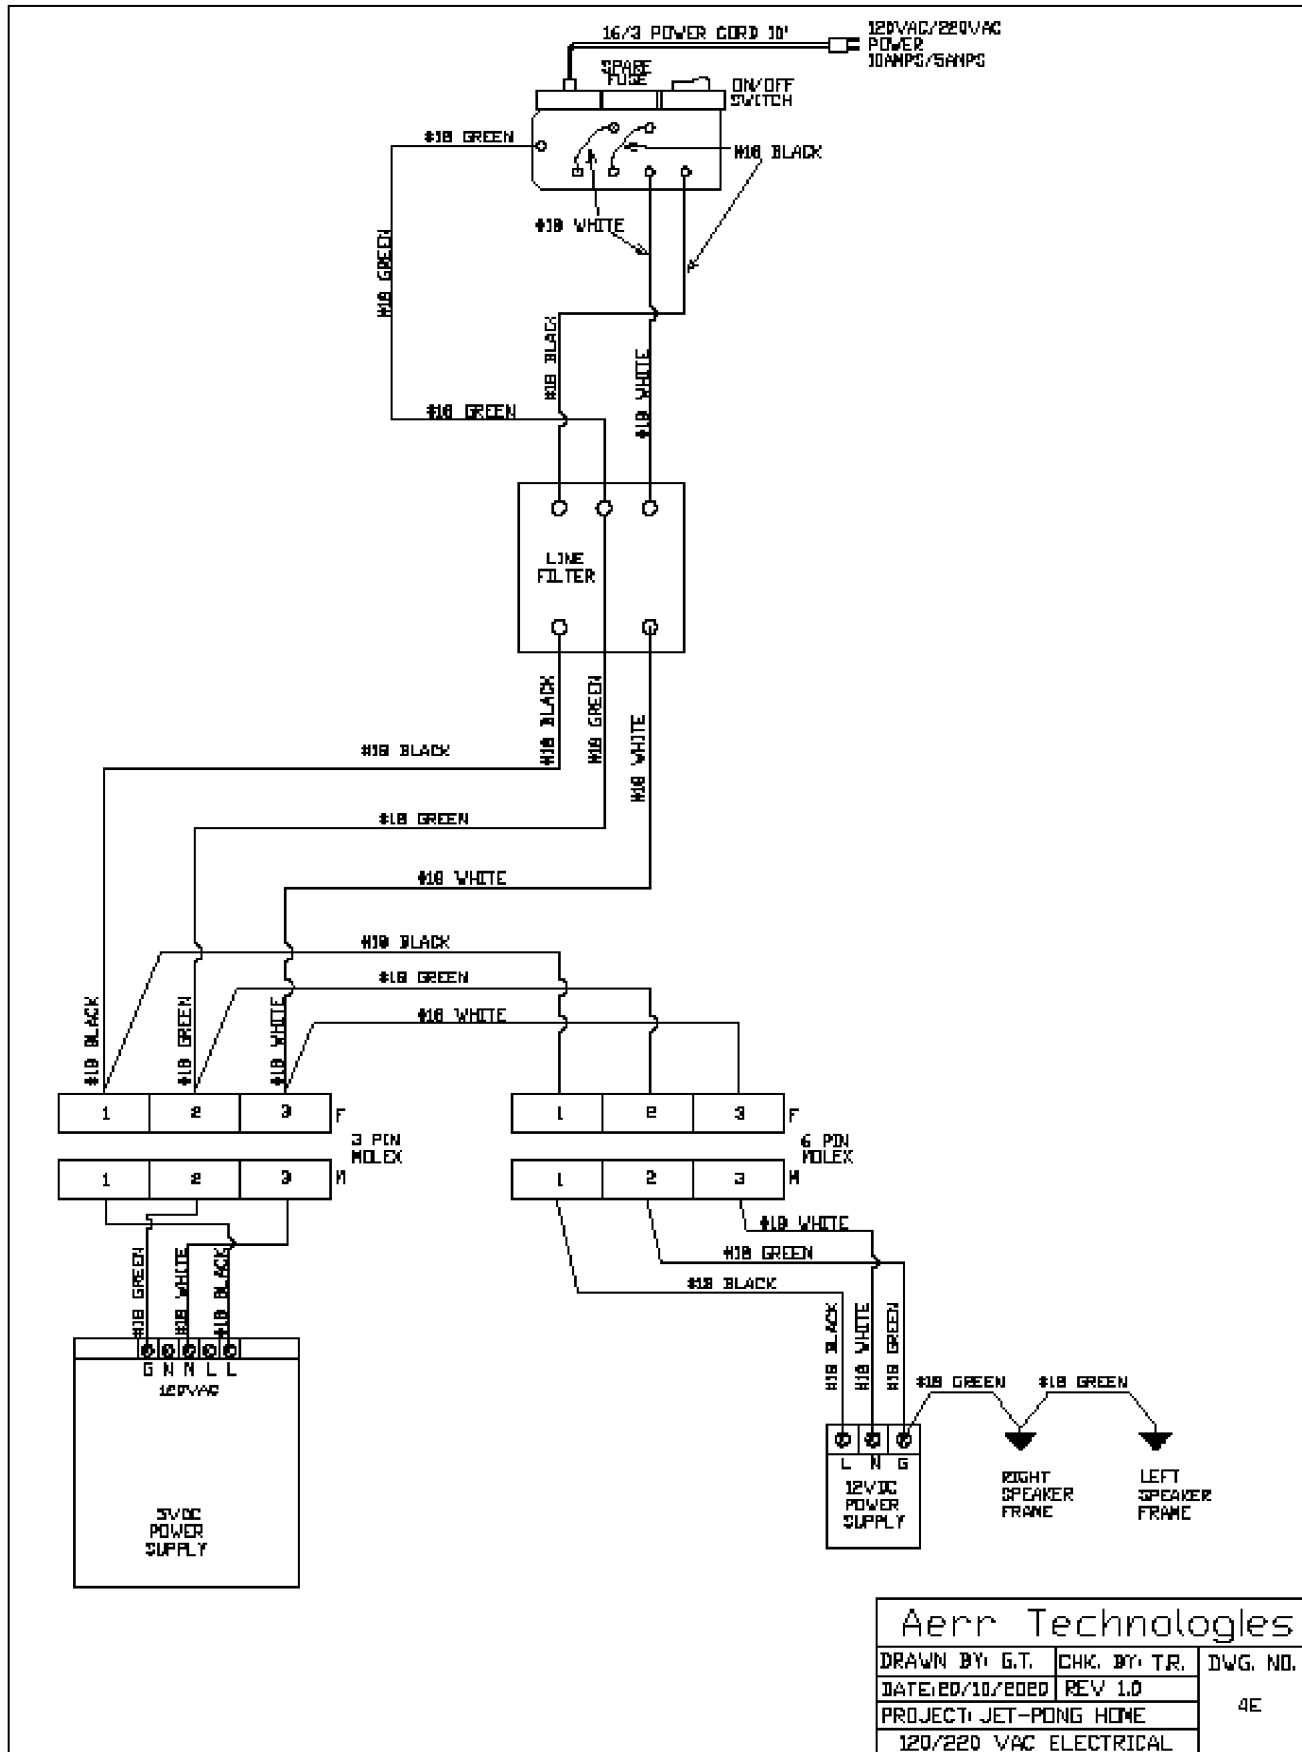 16/3 POWER CORD 10'
120VAC/220VAC
POWER
10AMPS/5AMPS
SPARE
FUSE
ON/OFF
SWITCH
#18 GREEN
#18 BLACK
#18 WHITE
#18 GREEN
#18 BLACK
#18 WHITE
#18 GREEN
LINE
FILTER
#18 BLACK
#18 GREEN
#18 WHITE
#18 BLACK
#18 GREEN
#18 WHITE
#18 BLACK
#18 GREEN
#18 WHITE
#18 BLACK
#18 GREEN
#18 WHITE
1 2 3 F
1 2 3 F
3 PIN
MOLEX
6 PIN
MOLEX
1 2 3 M
1 2 3 M
#18 WHITE
#18 GREEN
#18 BLACK
#18 GREEN
#18 WHITE
#18 BLACK
#18 BLACK
#18 WHITE
#18 GREEN
G N N L L
120VAC
5VDC
POWER
SUPPLY
#18 GREEN
#18 GREEN
L N G
12VDC
POWER
SUPPLY
RIGHT
SPEAKER
FRAME
LEFT
SPEAKER
FRAME
Aerr Technologies
DRAWN BY: G.T. CHK. BY: T.R. DWG. NO.
DATE:20/10/2020 REV 1.0
4E
PROJECT: JET-PONG HOME
120/220 VAC ELECTRICAL